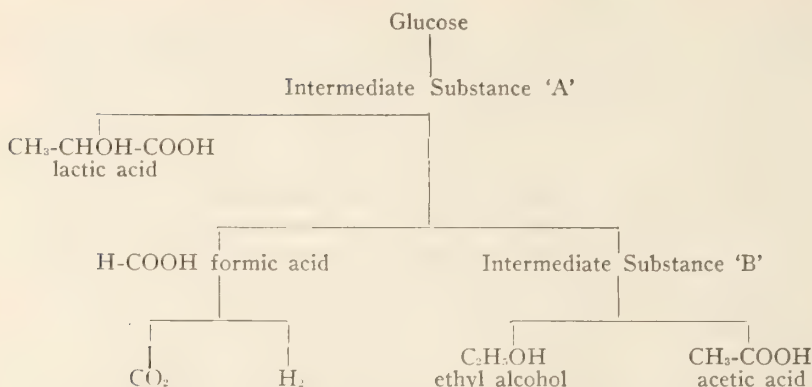 Glucose
Intermediate Substance 'A'
CH₃-CHOH-COOH
lactic acid
H-COOH formic acid
Intermediate Substance 'B'
CO₂
H₂
C₂H₅OH
ethyl alcohol
CH₃-COOH
acetic acid